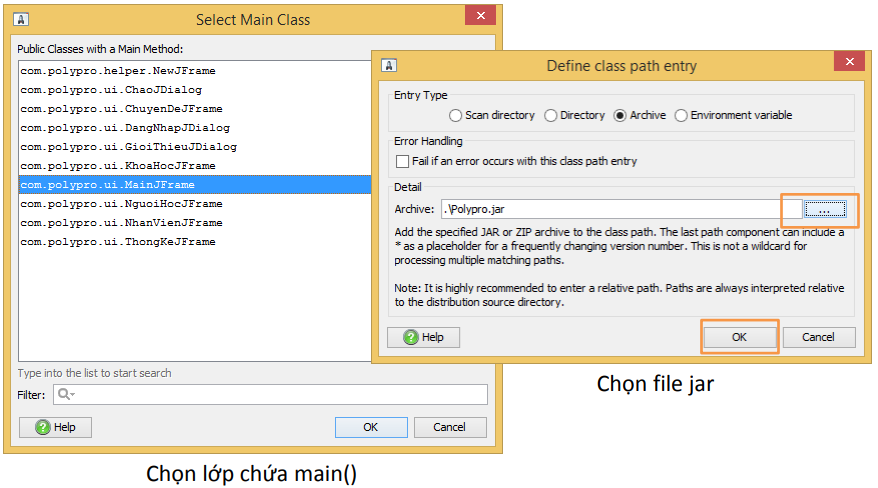 Select Main Class
Public Classes with a Main Method:
com.polypro.helper.NewJFrame
com.polypro.ui.ChaoJDialog
com.polypro.ui.ChuyenDeJFrame
com.polypro.ui.DangNhapJDialog
com.polypro.ui.GioiThieuJDialog
com.polypro.ui.KhoaHocJFrame
com.polypro.ui.MainJFrame
com.polypro.ui.NguoiHocJFrame
com.polypro.ui.NhanVienJFrame
com.polypro.ui.ThongKeJFrame
Type into the list to start search
Filter:
Help
OK
Cancel
Chọn lớp chứa main()
Define class path entry
Entry Type
Scan directory Directory Archive Environment variable
Error Handling
Fail if an error occurs with this class path entry
Detail
Archive: .\Polypro.jar ...
Add the specified JAR or ZIP archive to the class path. The last path component can include a
* as a placeholder for a frequently changing version number. This is not a wildcard for
processing multiple matching paths.
Note: It is highly recommended to enter a relative path. Paths are always interpreted relative
to the distribution source directory.
Help
OK
Cancel
Chọn file jar